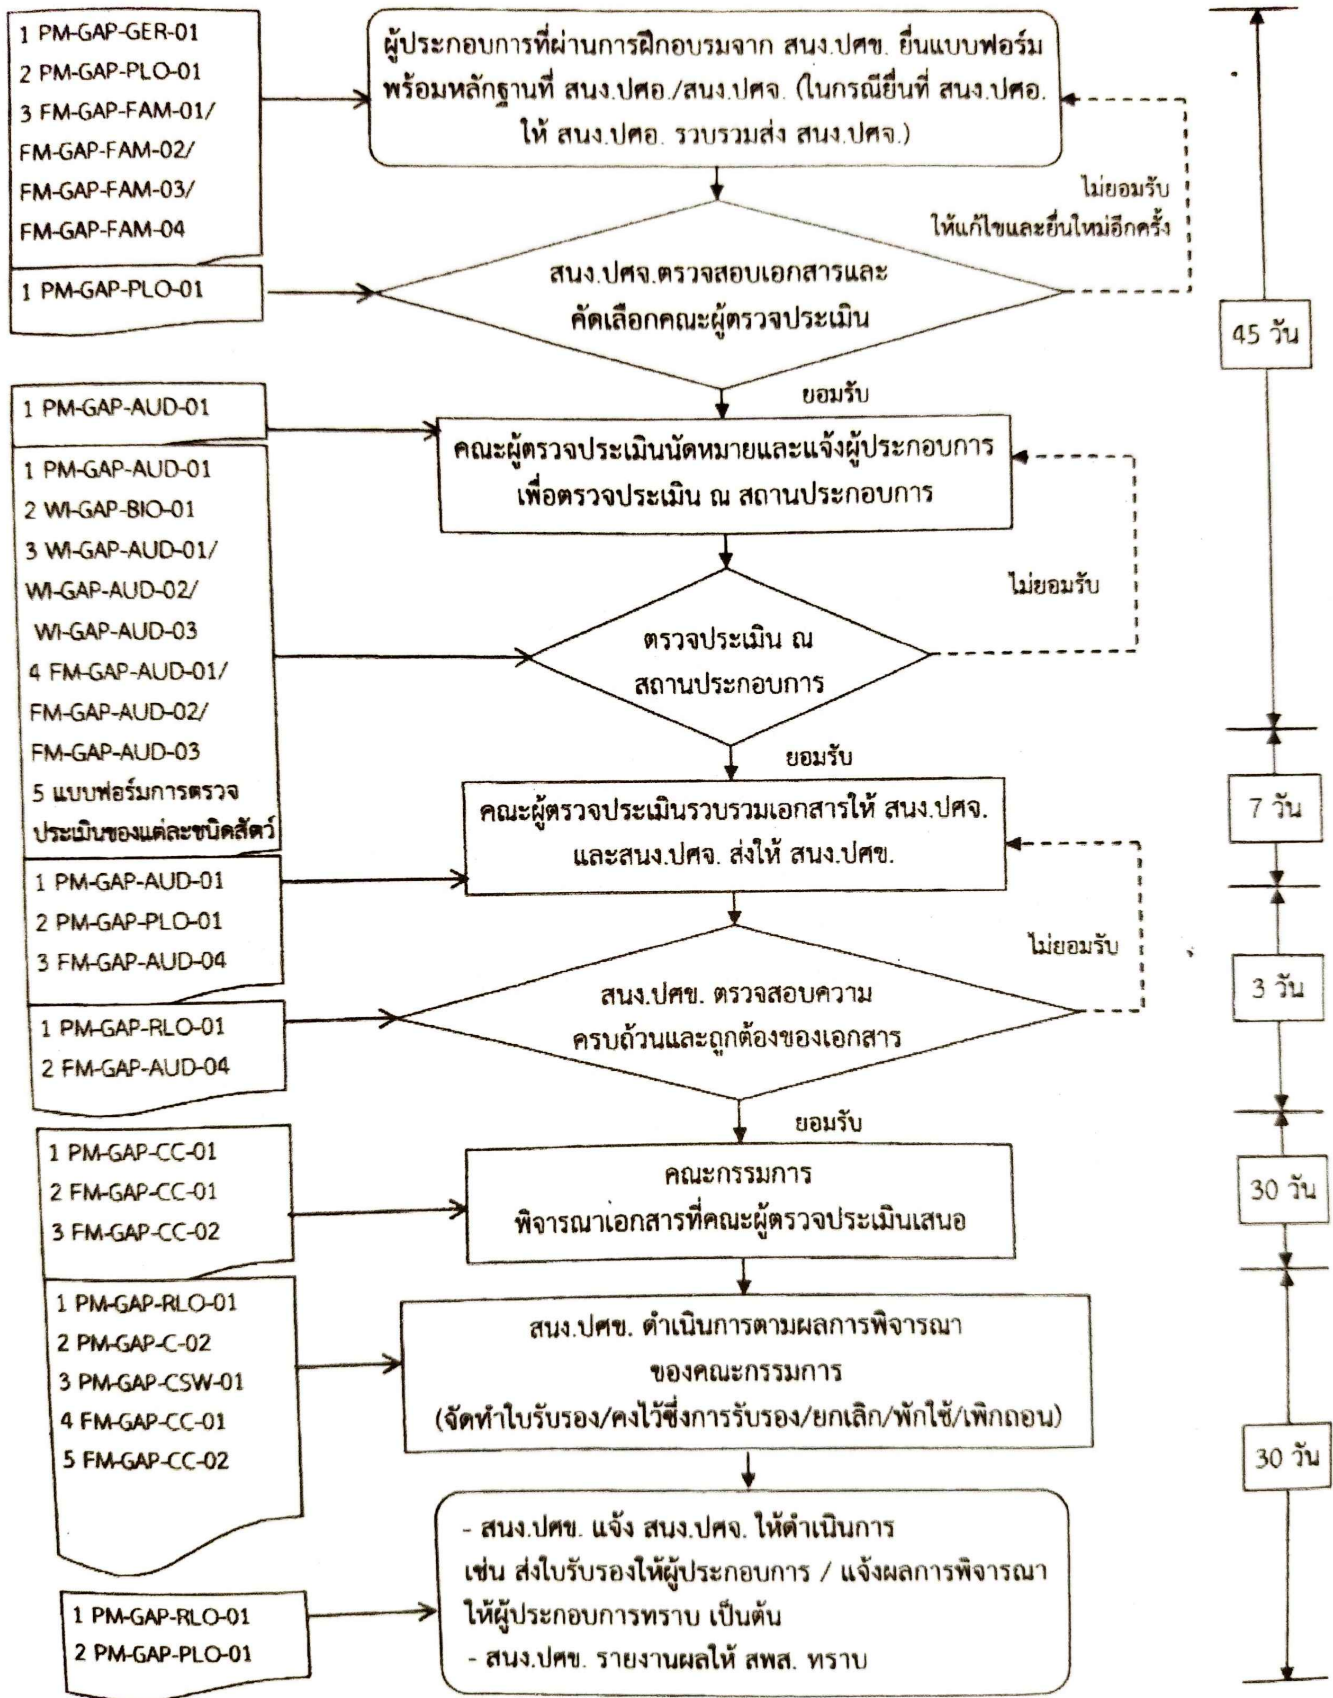 1 PM-GAP-GER-01
2 PM-GAP-PLO-01
3 FM-GAP-FAM-01/
FM-GAP-FAM-02/
FM-GAP-FAM-03/
FM-GAP-FAM-04
ผู้ประกอบการที่ผ่านการฝึกอบรมจาก สนง.ปศข. ยื่นแบบฟอร์ม
พร้อมหลักฐานที่ สนง.ปศอ./สนง.ปศจ. (ในกรณียื่นที่ สนง.ปศอ.
ให้ สนง.ปศอ. รวบรวมส่ง สนง.ปศจ.)
ไม่ยอมรับ
ให้แก้ไขและยื่นใหม่อีกครั้ง
1 PM-GAP-PLO-01
สนง.ปศจ.ตรวจสอบเอกสารและ
คัดเลือกคณะผู้ตรวจประเมิน
45 วัน
ยอมรับ
1 PM-GAP-AUD-01
คณะผู้ตรวจประเมินนัดหมายและแจ้งผู้ประกอบการ
เพื่อตรวจประเมิน ณ สถานประกอบการ
1 PM-GAP-AUD-01
2 WI-GAP-BIO-01
3 WI-GAP-AUD-01/
WI-GAP-AUD-02/
WI-GAP-AUD-03
4 FM-GAP-AUD-01/
FM-GAP-AUD-02/
FM-GAP-AUD-03
5 แบบฟอร์มการตรวจ
ประเมินของแต่ละชนิดสัตว์
ไม่ยอมรับ
ตรวจประเมิน ณ
สถานประกอบการ
ยอมรับ
คณะผู้ตรวจประเมินรวบรวมเอกสารให้ สนง.ปศจ.
และสนง.ปศจ. ส่งให้ สนง.ปศข.
7 วัน
1 PM-GAP-AUD-01
2 PM-GAP-PLO-01
3 FM-GAP-AUD-04
ไม่ยอมรับ
สนง.ปศข. ตรวจสอบความ
ครบถ้วนและถูกต้องของเอกสาร
3 วัน
1 PM-GAP-RLO-01
2 FM-GAP-AUD-04
ยอมรับ
1 PM-GAP-CC-01
2 FM-GAP-CC-01
3 FM-GAP-CC-02
คณะกรรมการ
พิจารณาเอกสารที่คณะผู้ตรวจประเมินเสนอ
30 วัน
1 PM-GAP-RLO-01
2 PM-GAP-C-02
3 PM-GAP-CSW-01
4 FM-GAP-CC-01
5 FM-GAP-CC-02
สนง.ปศข. ดำเนินการตามผลการพิจารณา
ของคณะกรรมการ
(จัดทำใบรับรอง/คงไว้ซึ่งการรับรอง/ยกเลิก/พักใช้/เพิกถอน)
30 วัน
- สนง.ปศข. แจ้ง สนง.ปศจ. ให้ดำเนินการ
เช่น ส่งใบรับรองให้ผู้ประกอบการ / แจ้งผลการพิจารณา
ให้ผู้ประกอบการทราบ เป็นต้น
- สนง.ปศข. รายงานผลให้ สพส. ทราบ
1 PM-GAP-RLO-01
2 PM-GAP-PLO-01